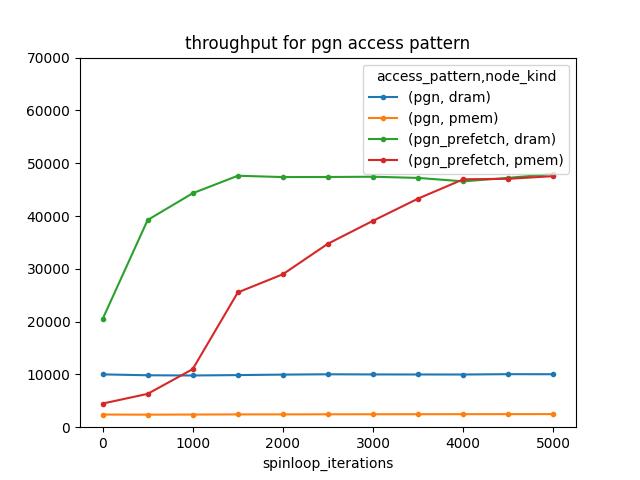 throughput for pgn access pattern
70000
60000
50000
40000
30000
20000
10000
0
access_pattern,node_kind
(pgn, dram)
(pgn, pmem)
(pgn_prefetch, dram)
(pgn_prefetch, pmem)
0 1000 2000 3000 4000 5000
spinloop_iterations